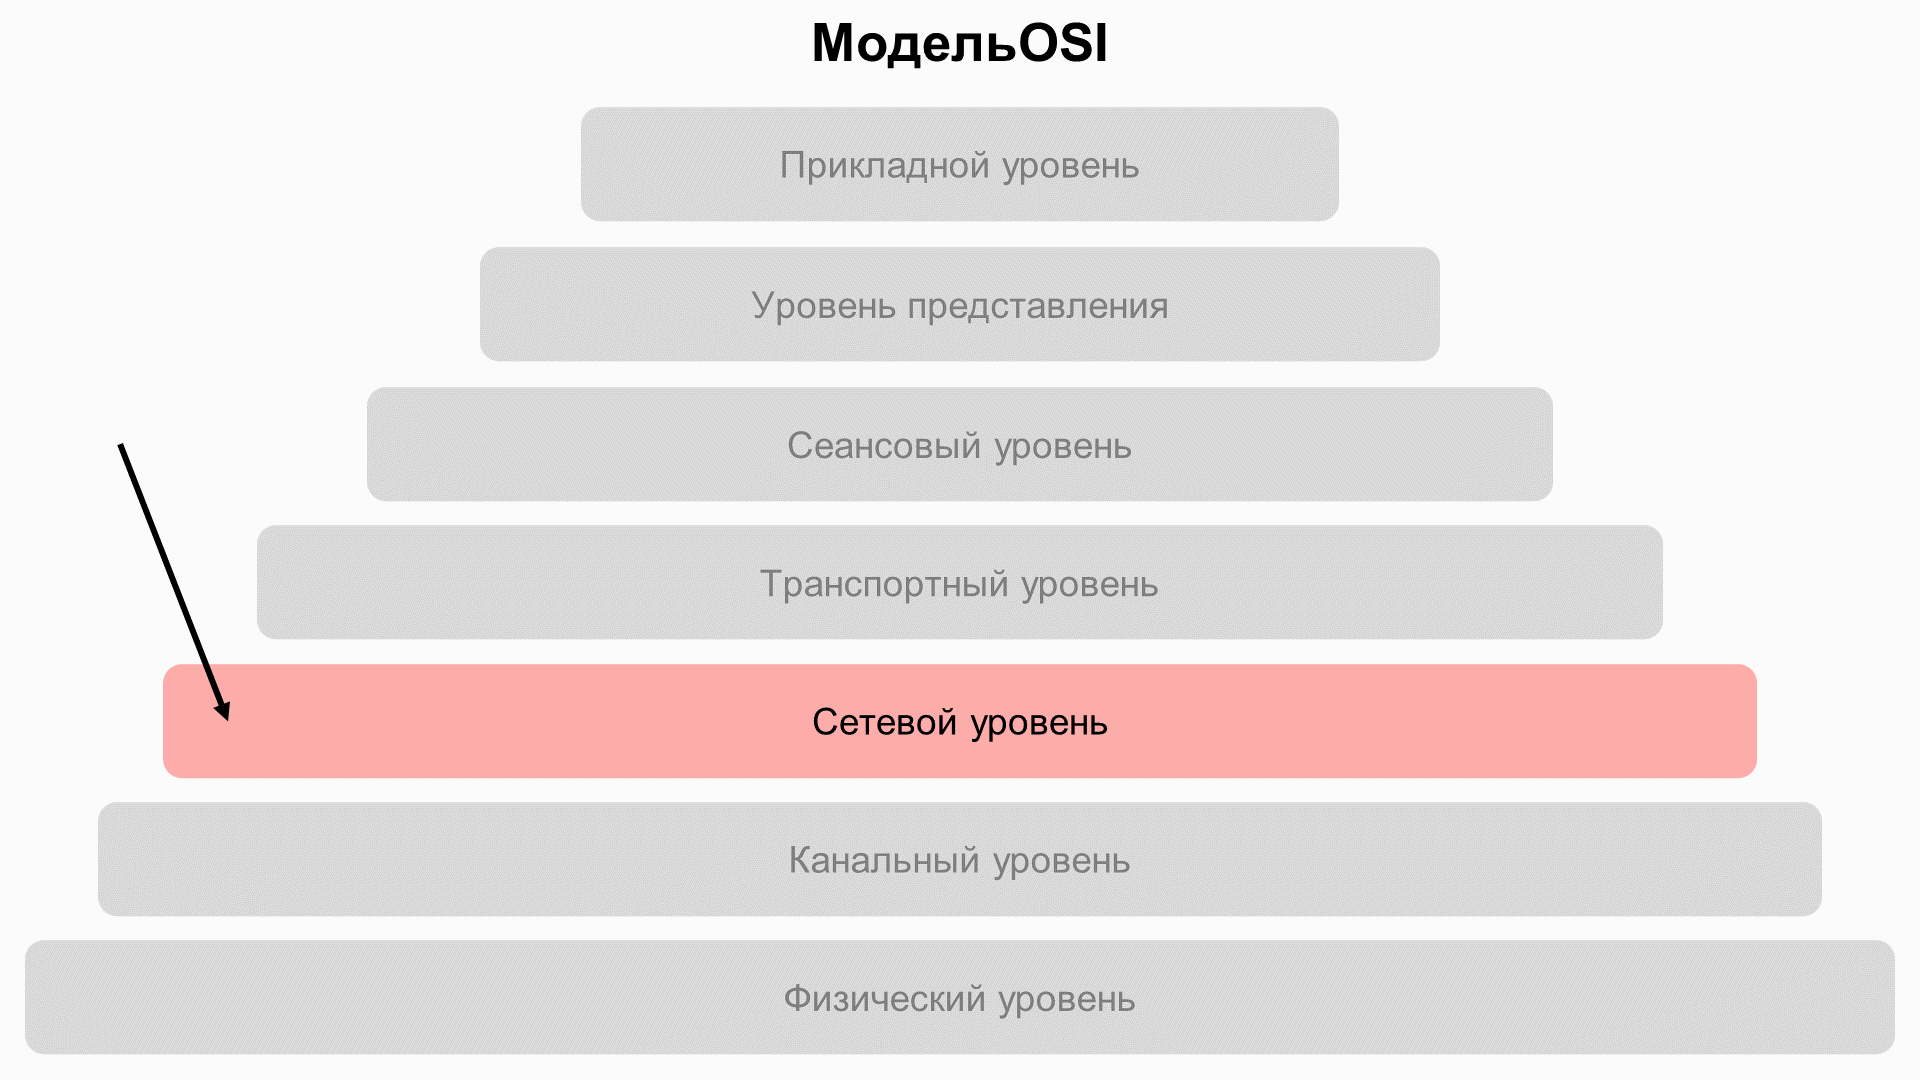 МодельOSI
Прикладной уровень
Уровень представления
Сеансовый уровень
Транспортный уровень
Сетевой уровень
Канальный уровень
Физический уровень